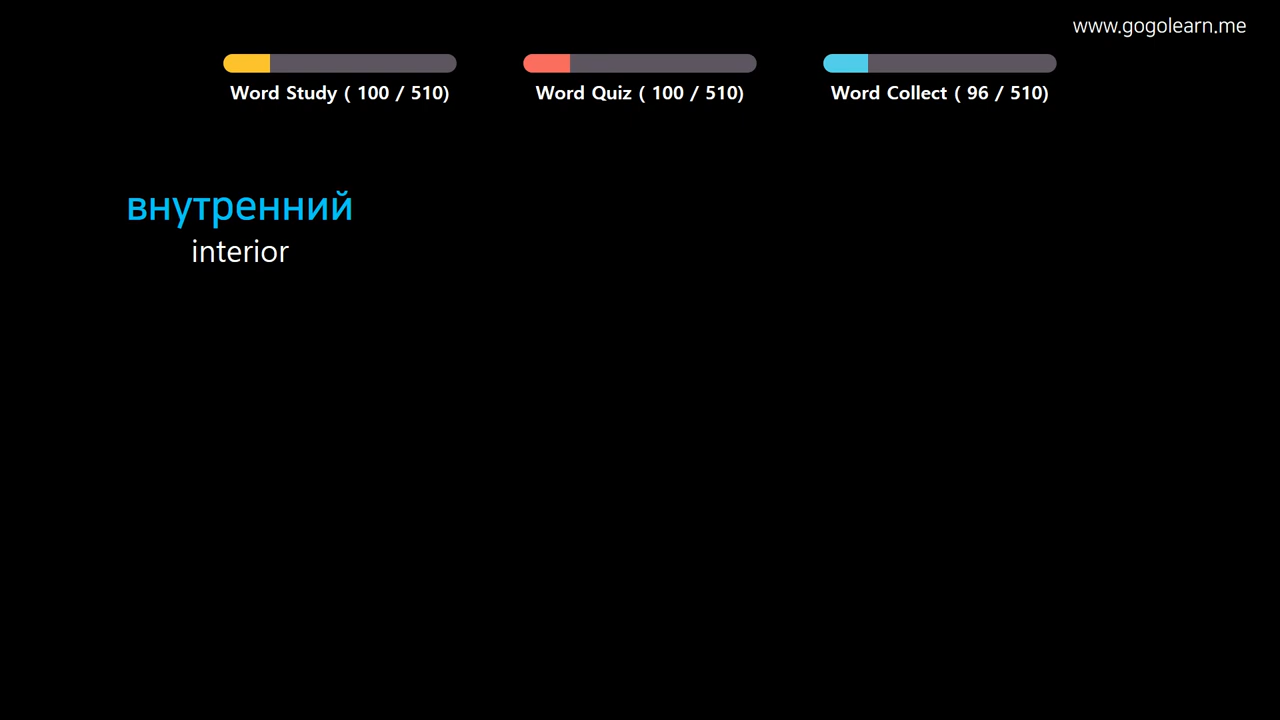 www.gogolearn.me
Word Study ( 100 / 510)
Word Quiz ( 100 / 510)
Word Collect ( 96 / 510)
внутренний
interior